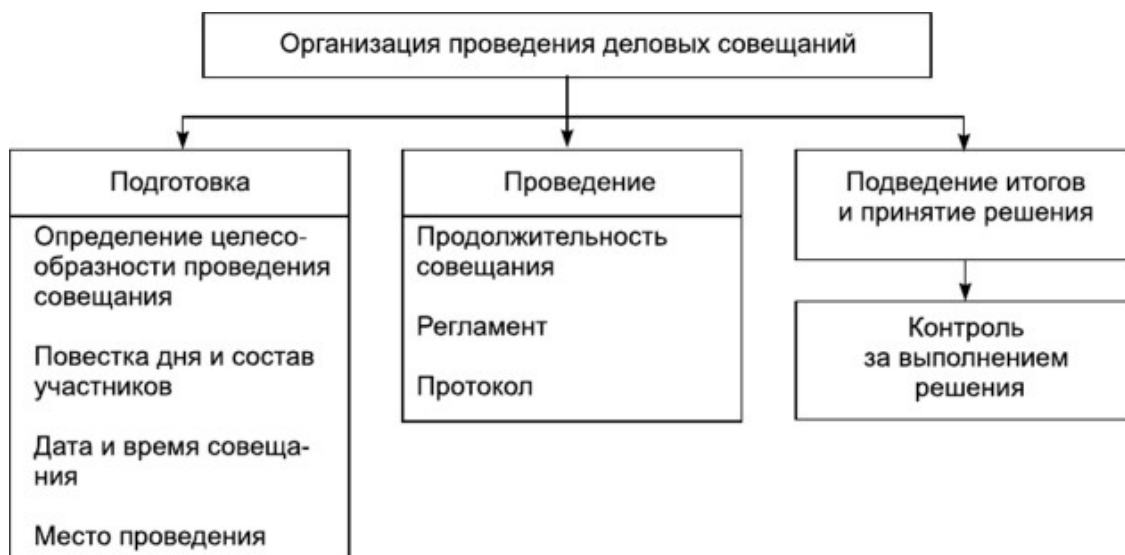 Организация проведения деловых совещаний
Подготовка
Определение целесо-
образности проведения
совещания
Повестка дня и состав
участников
Дата и время совеща-
ния
Место проведения
Проведение
Продолжительность
совещания
Регламент
Протокол
Подведение итогов
и принятие решения
Контроль
за выполнением
решения